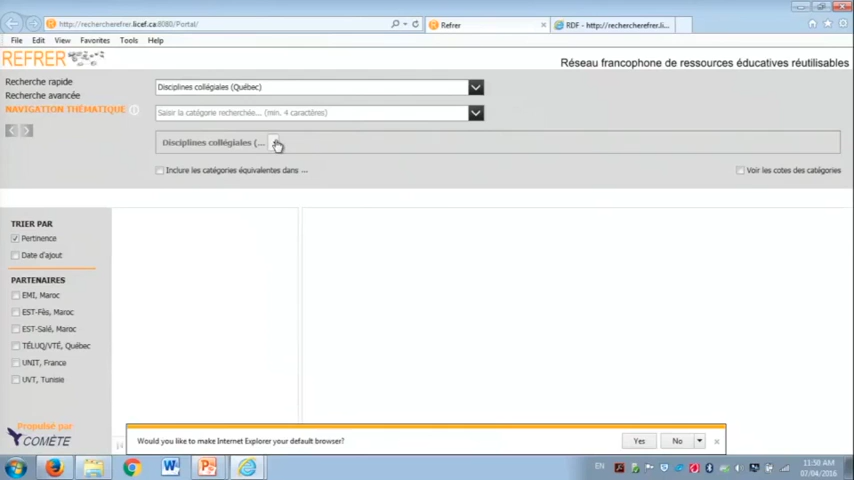 http://rechercherefrer.licef.ca:8080/Portal/
Refrer
RDF - http://rechercherefrer.li...
File Edit View Favorites Tools Help
REFRER
Réseau francophone de ressources éducatives réutilisables
Recherche rapide
Recherche avancée
NAVIGATION THÉMATIQUE
Disciplines collégiales (Québec)
Saisir la catégorie recherchée... (min. 4 caractères)
Disciplines collégiales (...
Inclure les catégories équivalentes dans ...
Voir les cotes des catégories
TRIER PAR
Pertinence
Date d'ajout
PARTENAIRES
EMI, Maroc
EST-Fès, Maroc
EST-Salé, Maroc
TÉLUQ/VTÉ, Québec
UNIT, France
UVT, Tunisie
Propulsé par
COMÈTE
Would you like to make Internet Explorer your default browser?
Yes
No
EN
11:50 AM
07/04/2016